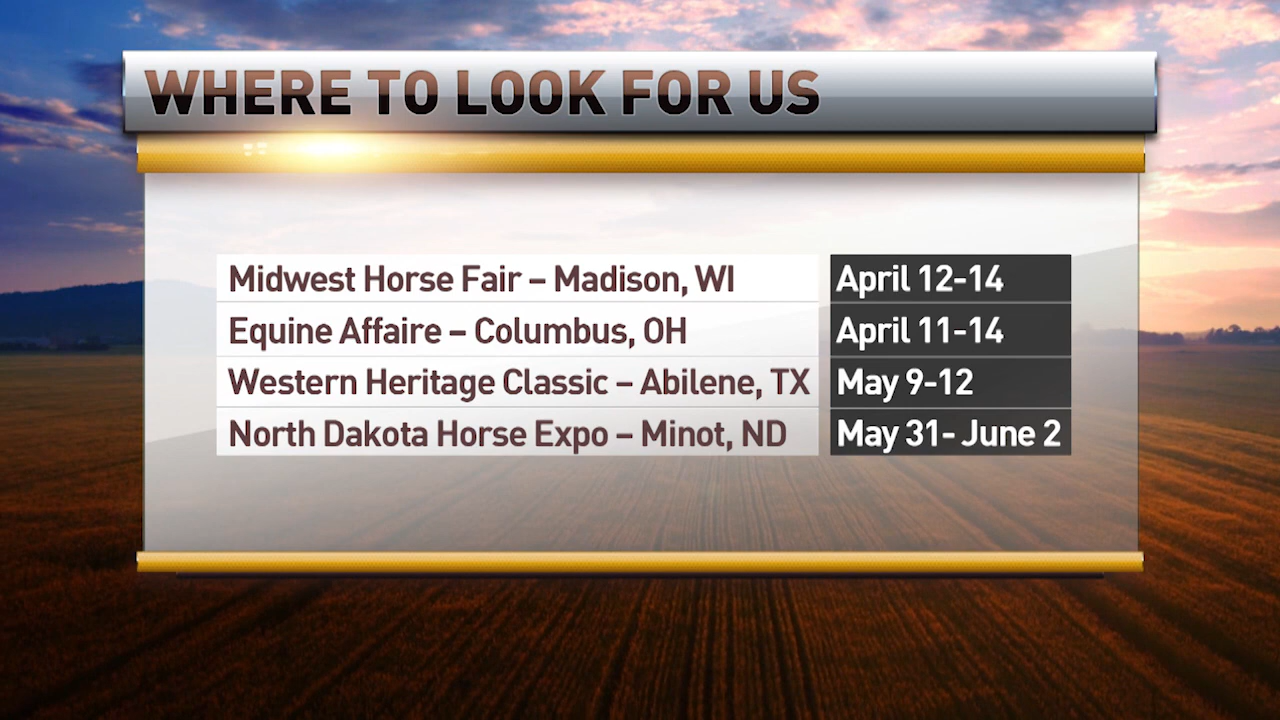 WHERE TO LOOK FOR US
Midwest Horse Fair – Madison, WI April 12-14
Equine Affaire – Columbus, OH April 11-14
Western Heritage Classic – Abilene, TX May 9-12
North Dakota Horse Expo – Minot, ND May 31- June 2